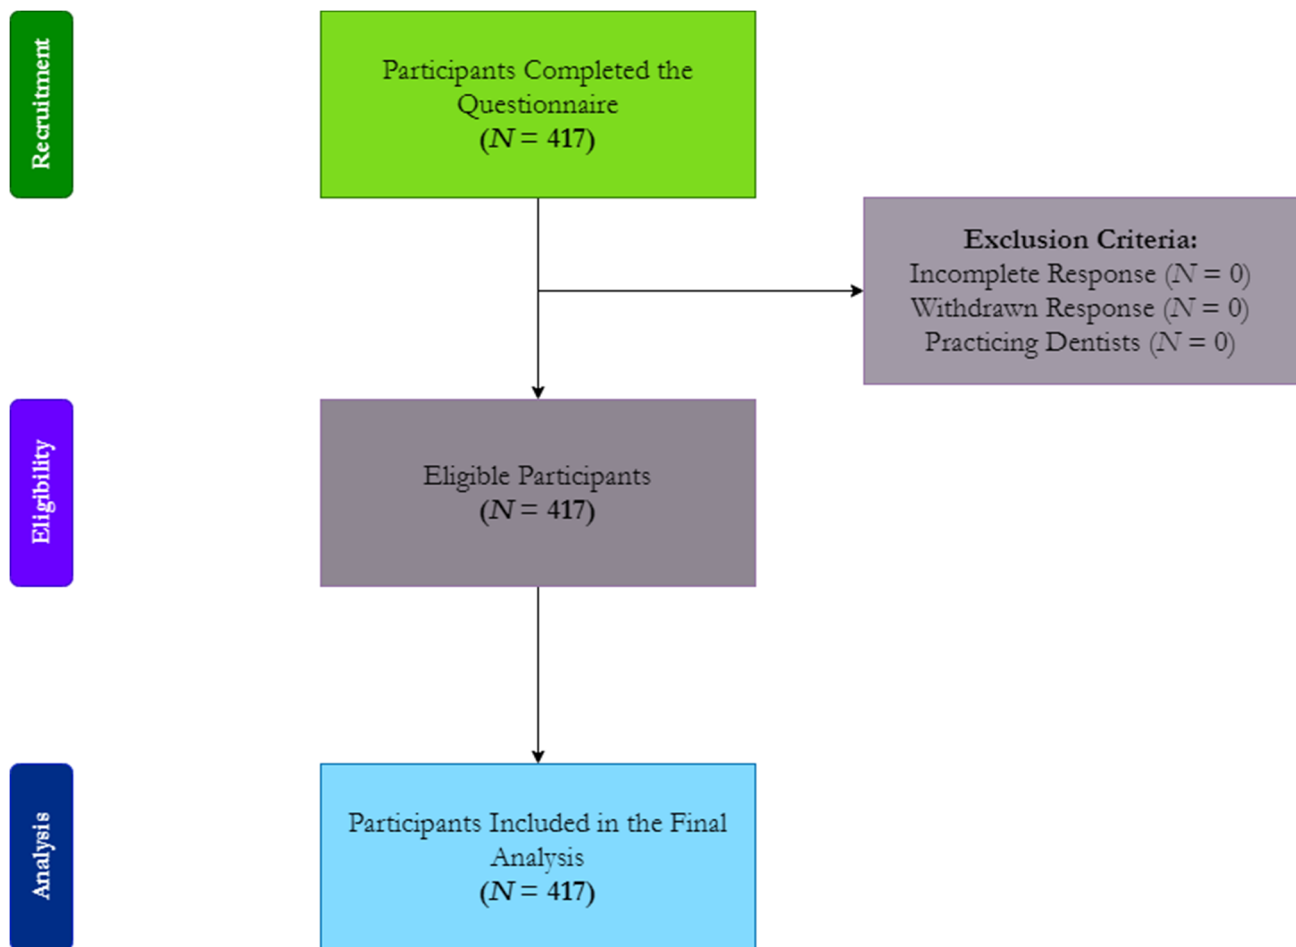 Recruitment
Participants Completed the
Questionnaire
(N = 417)
Exclusion Criteria:
Incomplete Response (N = 0)
Withdrawn Response (N = 0)
Practicing Dentists (N = 0)
Eligibility
Eligible Participants
(N = 417)
Analysis
Participants Included in the Final
Analysis
(N = 417)